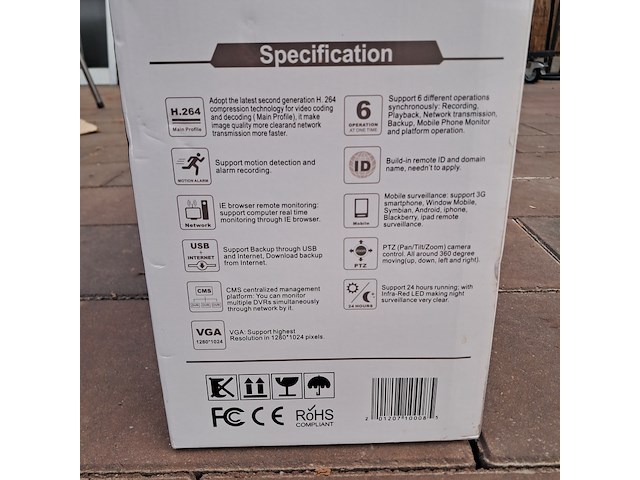 Specification
H.264
Main Profile
Adopt the latest second generation H. 264
compression technology for video coding
and decoding ( Main Profile), it make
image quality more clearand network
transmission more faster.
6
OPERATION
AT ONE TIME
Support 6 different operations
synchronously: Recording,
Playback, Network transmission,
Backup, Mobile Phone Monitor
and platform operation.
MOTION ALARM
Support motion detection and
alarm recording.
ID
Build-in remote ID and domain
name, needn't to apply.
Network
IE browser remote monitoring:
support computer real time
monitoring through IE browser.
Mobile
Mobile surveillance: support 3G
smartphone, Window Mobile,
Symbian, Android, iphone,
Blackberry, ipad remote
surveillance.
USB
+
INTERNET
Support Backup through USB
and Internet, Download backup
from Internet.
PTZ
PTZ (Pan/Tilt/Zoom) camera
control. All around 360 degree
moving(up, down, left and right).
CMS
CMS centralized management
platform: You can monitor
multiple DVRs simultaneously
through network by it.
24 HOURS
Support 24 hours running; with
Infra-Red LED making night
surveillance very clear.
VGA
1280*1024
VGA: Support highest
Resolution in 1280*1024 pixels.
FC CE RoHS
COMPLIANT